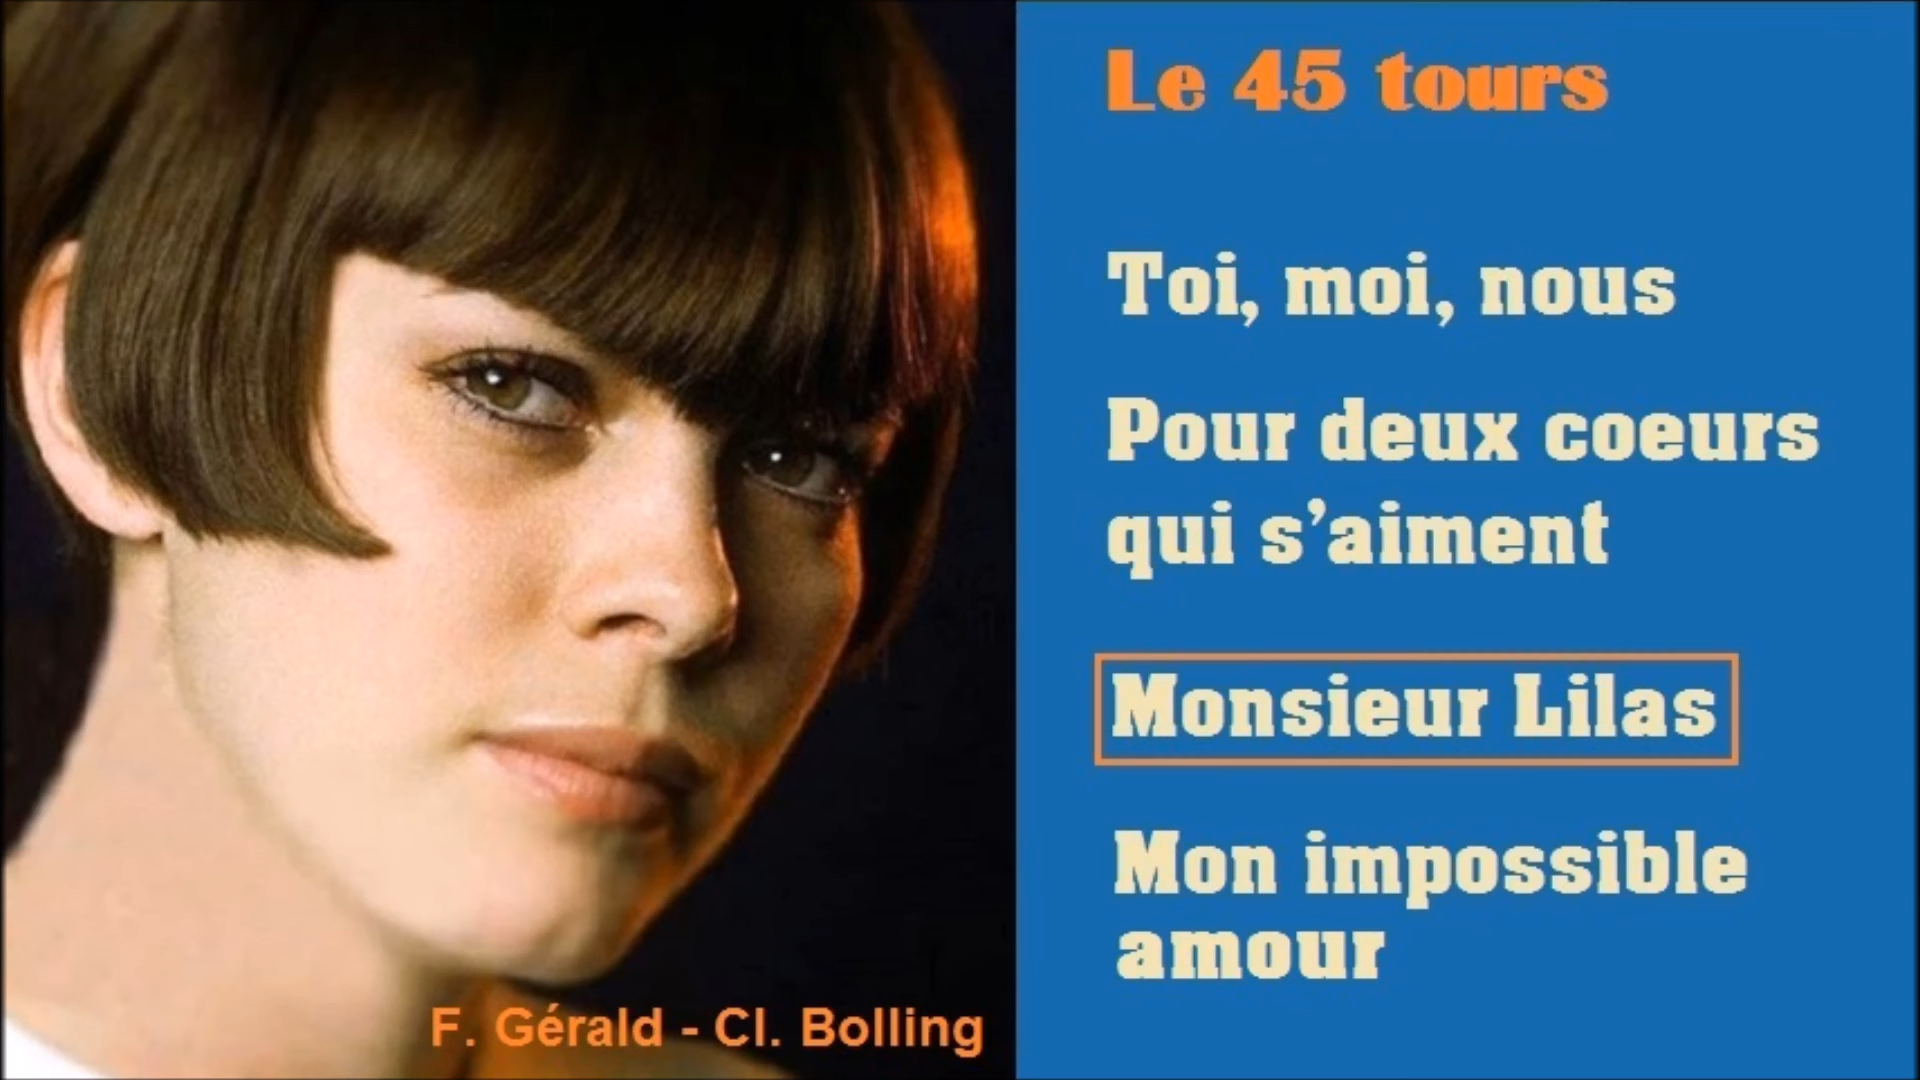 Le 45 tours
Toi, moi, nous
Pour deux coeurs
qui s'aiment
Monsieur Lilas
Mon impossible
amour
F. Gérald - Cl. Bolling